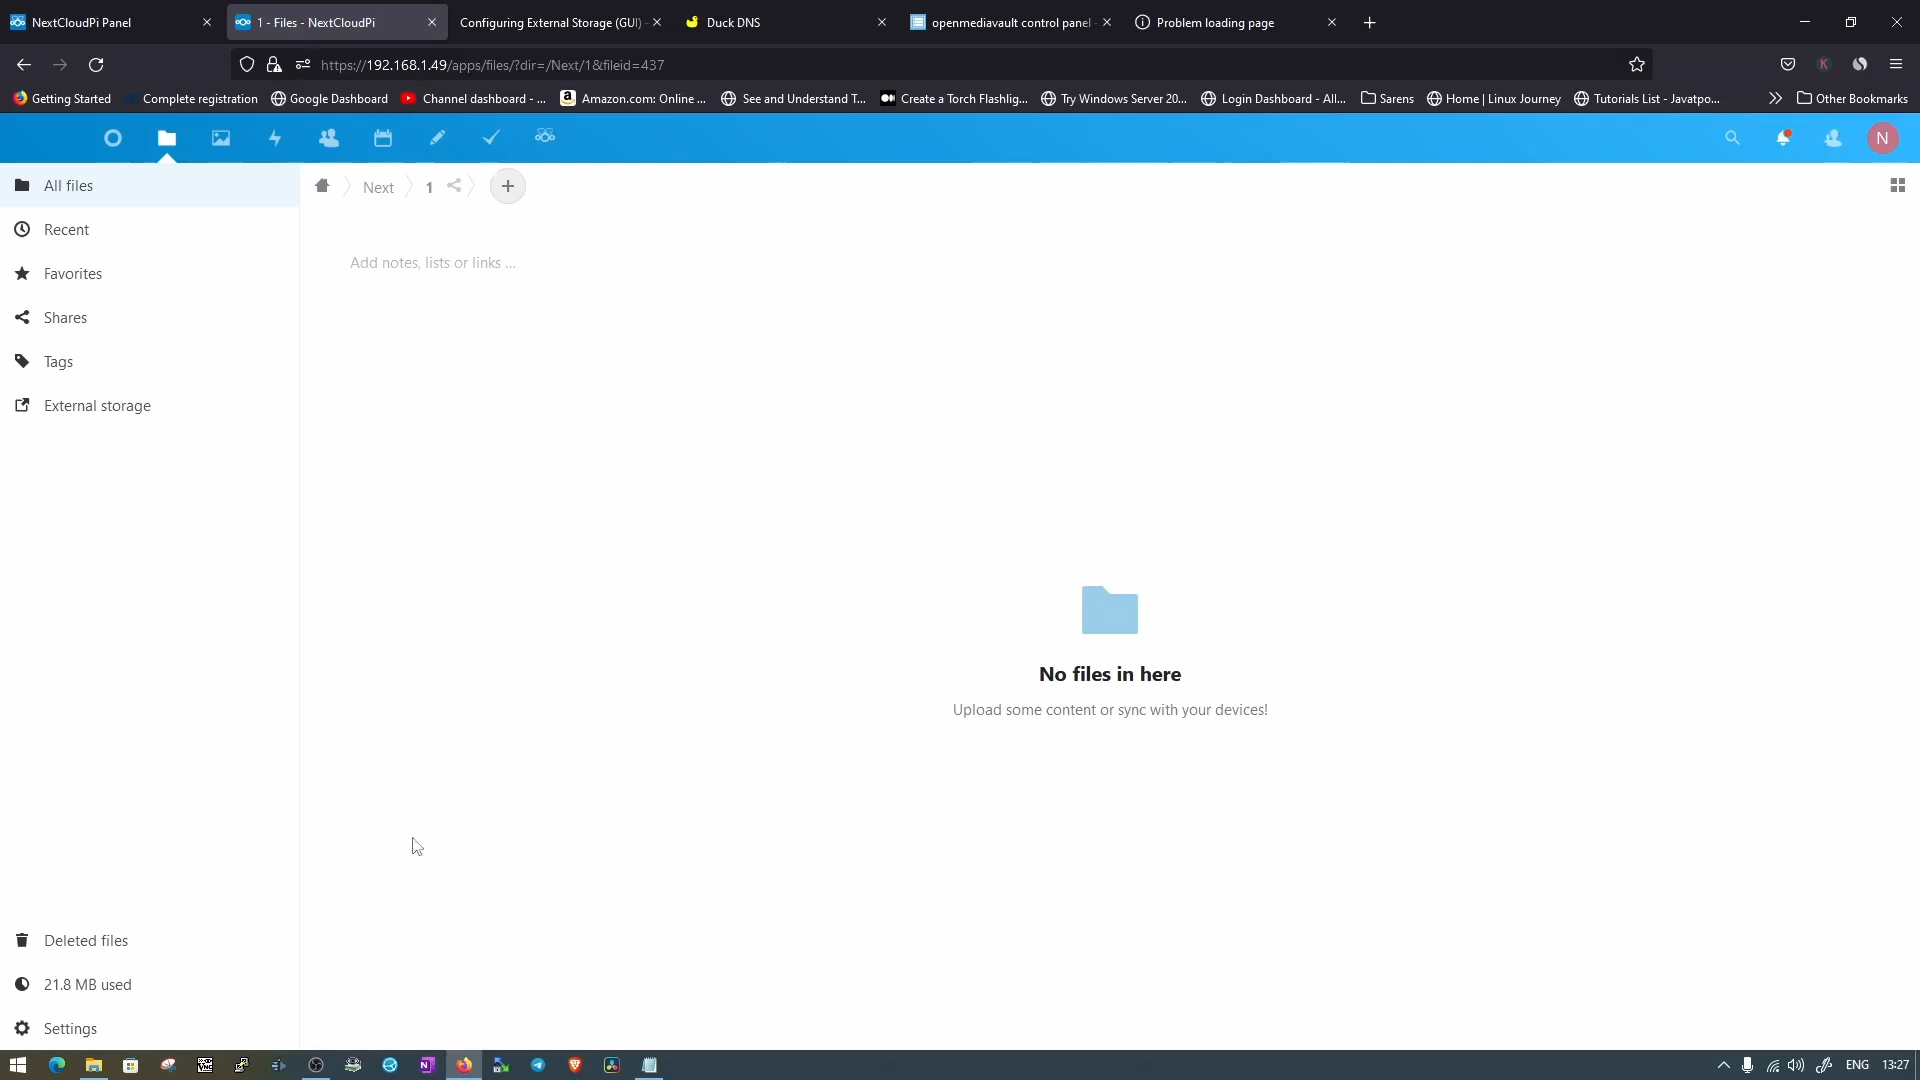 NextCloudPi Panel
1 - Files - NextCloudPi
Configuring External Storage (GUI) -
Duck DNS
openmediavault control panel -
Problem loading page
https://192.168.1.49/apps/files/?dir=/Next/1&fileid=437
Getting Started
Complete registration
Google Dashboard
Channel dashboard - ...
Amazon.com: Online ...
See and Understand T...
Create a Torch Flashlig...
Try Windows Server 20...
Login Dashboard - All...
Sarens
Home | Linux Journey
Tutorials List - Javatpo...
Other Bookmarks
N
All files
Next
1
+
Recent
Add notes, lists or links ...
Favorites
Shares
Tags
External storage
No files in here
Upload some content or sync with your devices!
Deleted files
21.8 MB used
Settings
ENG
13:27